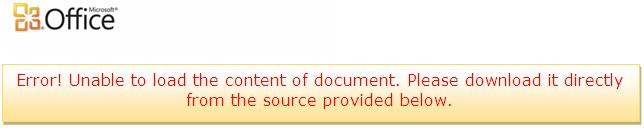 Microsoft®
Office
Error! Unable to load the content of document. Please download it directly
from the source provided below.